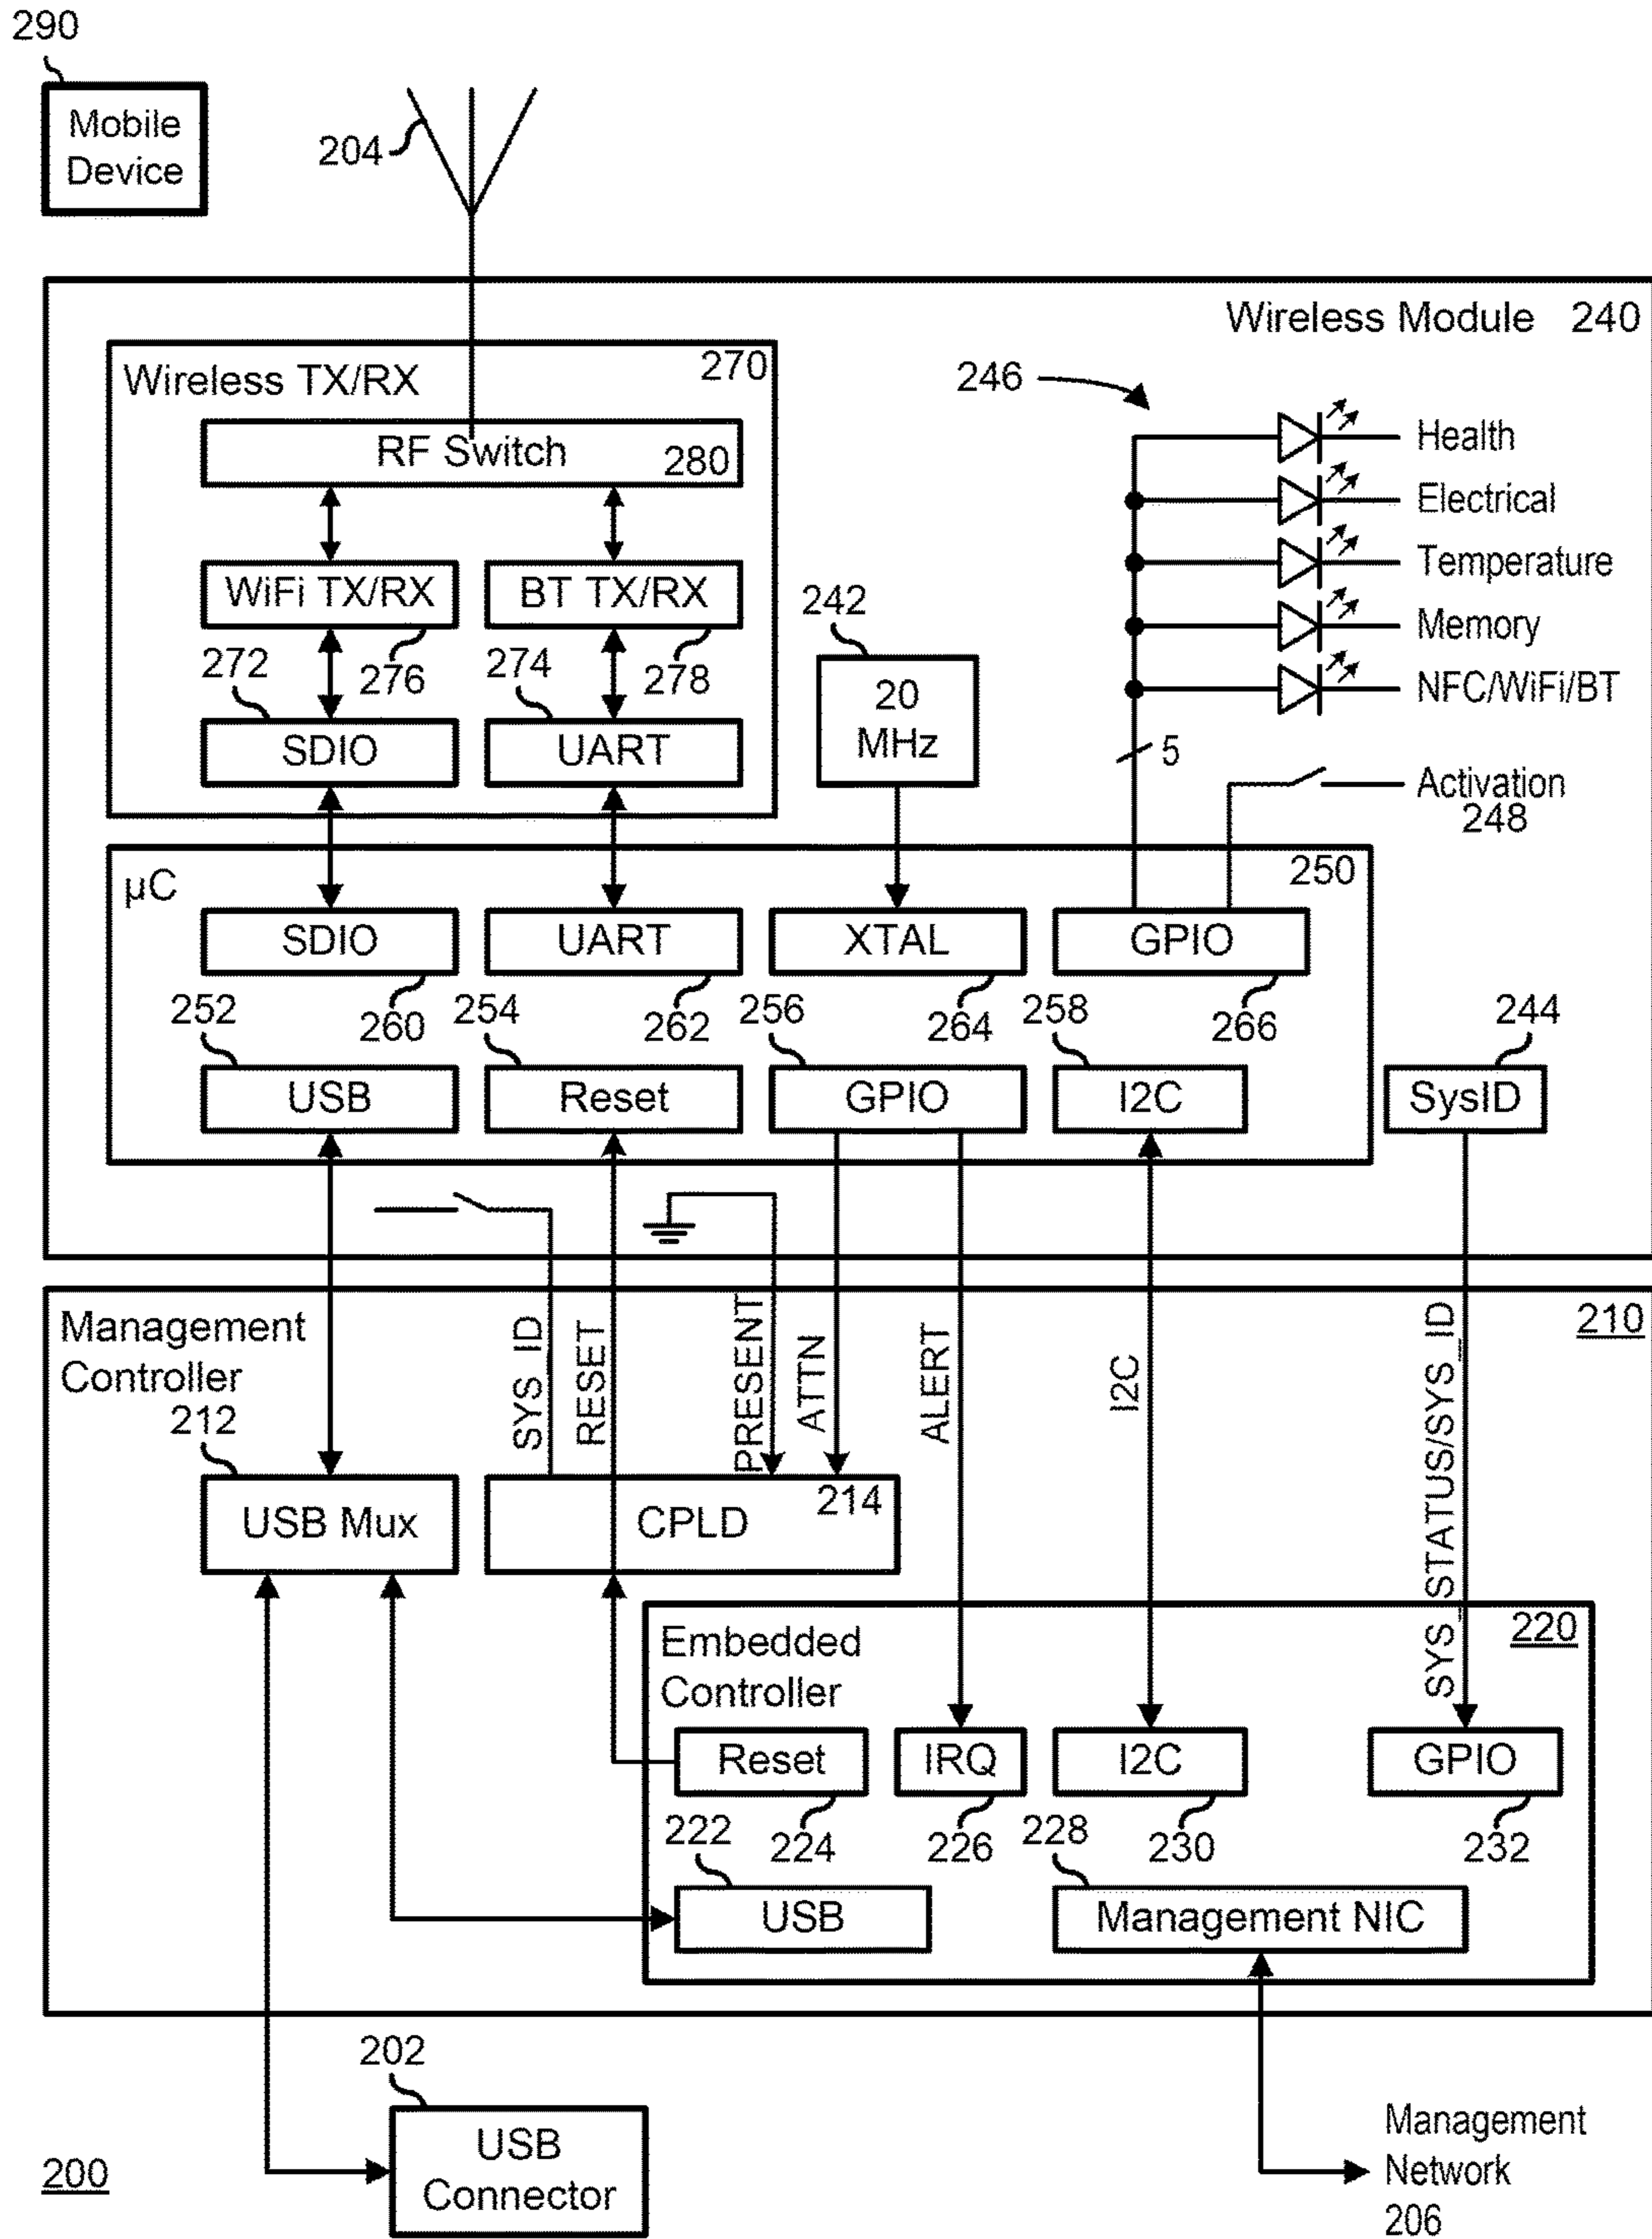 290
Mobile
Device
204
Wireless Module 240
Wireless TX/RX
270
246
RF Switch
280
Health
Electrical
Temperature
Memory
NFC/WiFi/BT
WiFi TX/RX
BT TX/RX
242
272
276
274
278
20
MHz
SDIO
UART
5
Activation
248
µC
250
SDIO
UART
XTAL
GPIO
252
260
254
262
256
264
258
266
244
USB
Reset
GPIO
I2C
SysID
Management
Controller
210
212
SYS_ID
RESET
PRESENT
ATTN
ALERT
I2C
SYS_STATUS/SYS_ID
USB Mux
CPLD
214
Embedded
Controller
220
Reset
IRQ
I2C
GPIO
222
224
226
228
230
232
USB
Management NIC
202
USB
Connector
200
Management
Network
206